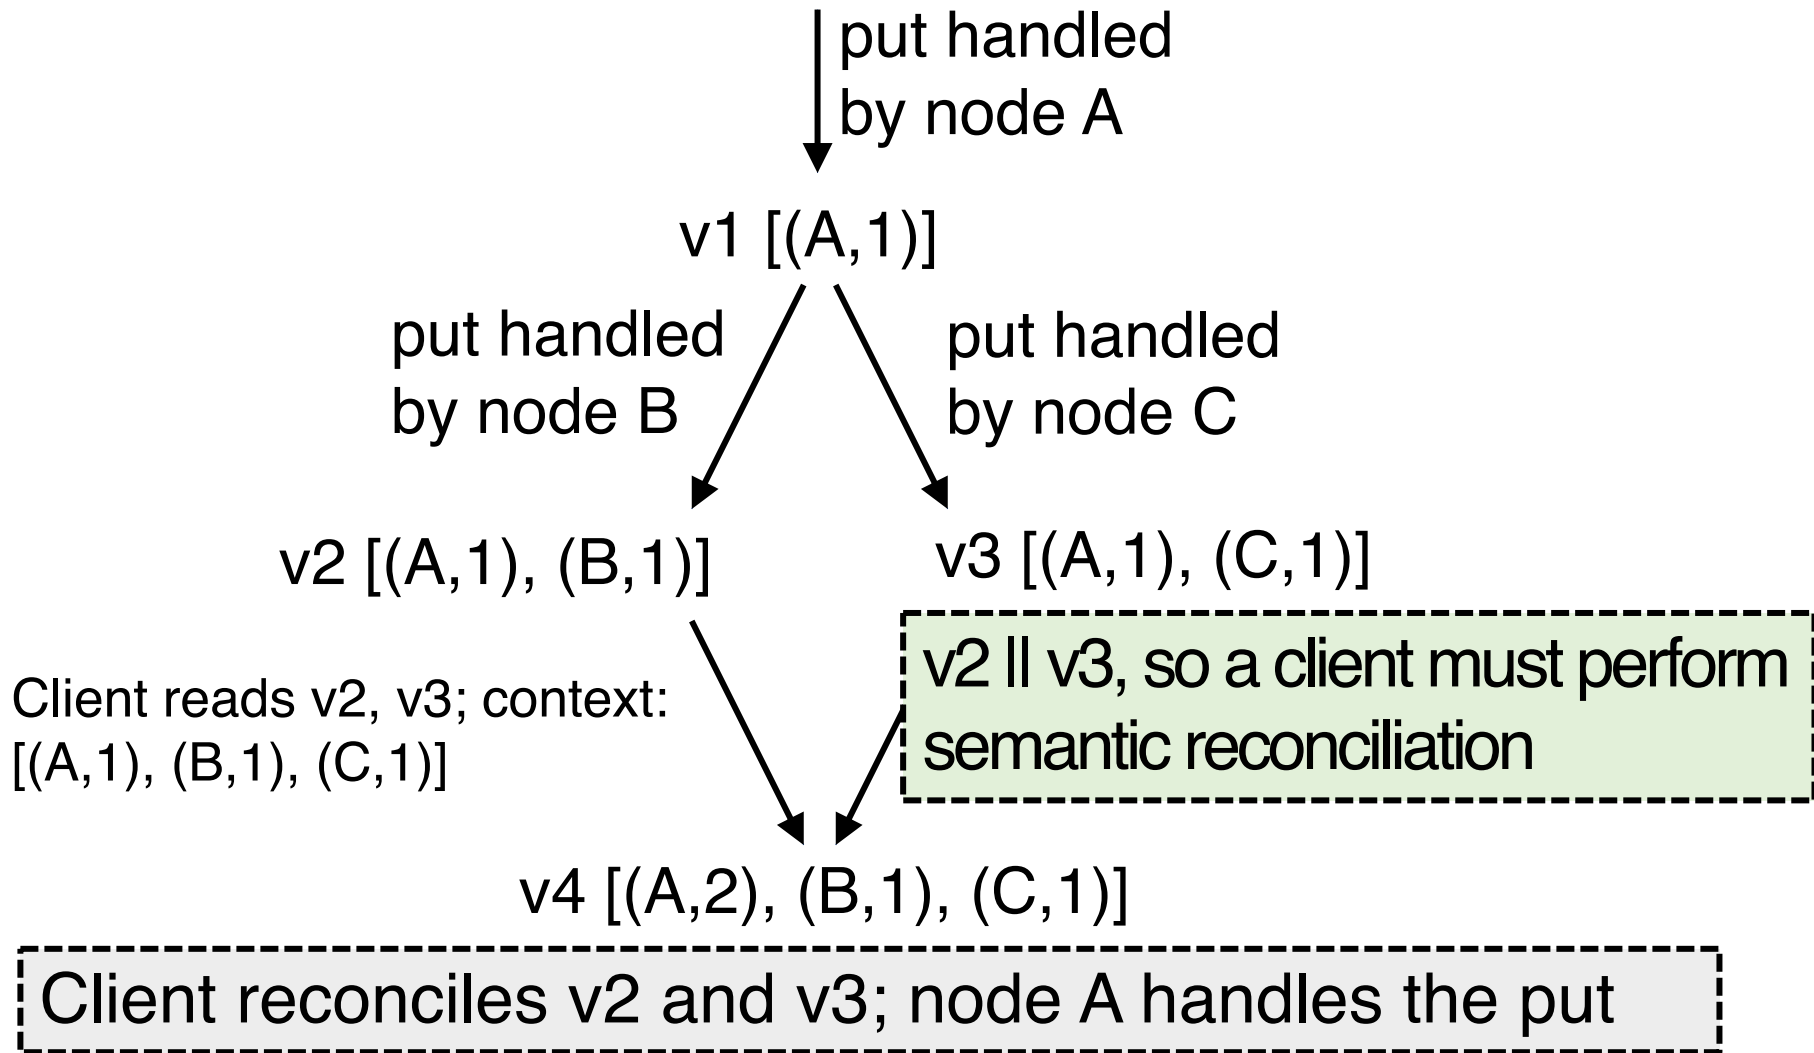 put handled
by node A
v1 [(A,1)]
put handled
by node B
put handled
by node C
v2 [(A,1), (B,1)]
v3 [(A,1), (C,1)]
v2 || v3, so a client must perform
semantic reconciliation
Client reads v2, v3; context:
[(A,1), (B,1), (C,1)]
v4 [(A,2), (B,1), (C,1)]
Client reconciles v2 and v3; node A handles the put